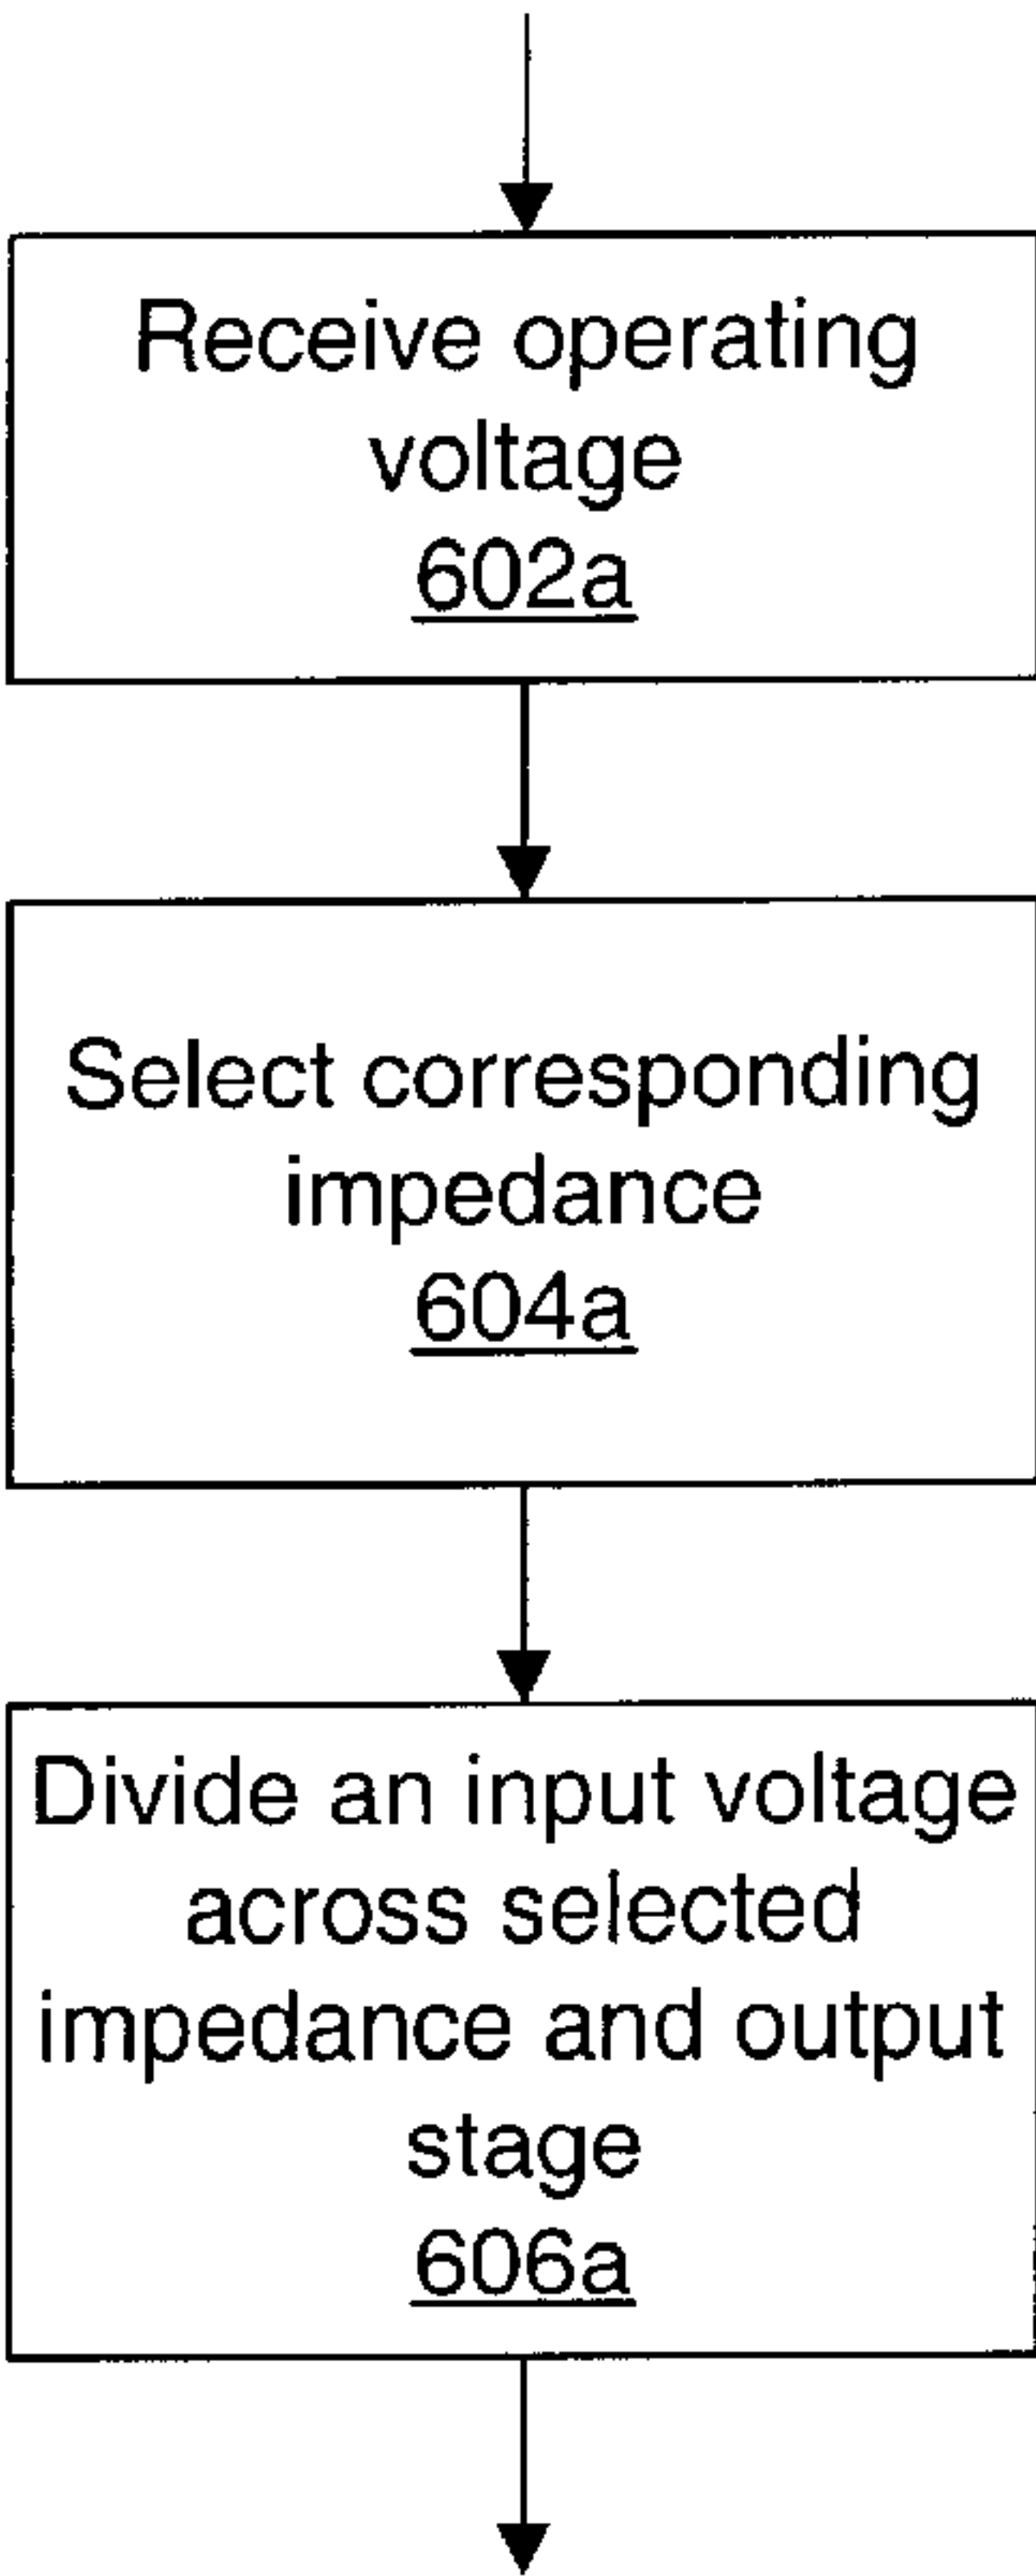 Receive operating
voltage
602a
Select corresponding
impedance
604a
Divide an input voltage
across selected
impedance and output
stage
606a